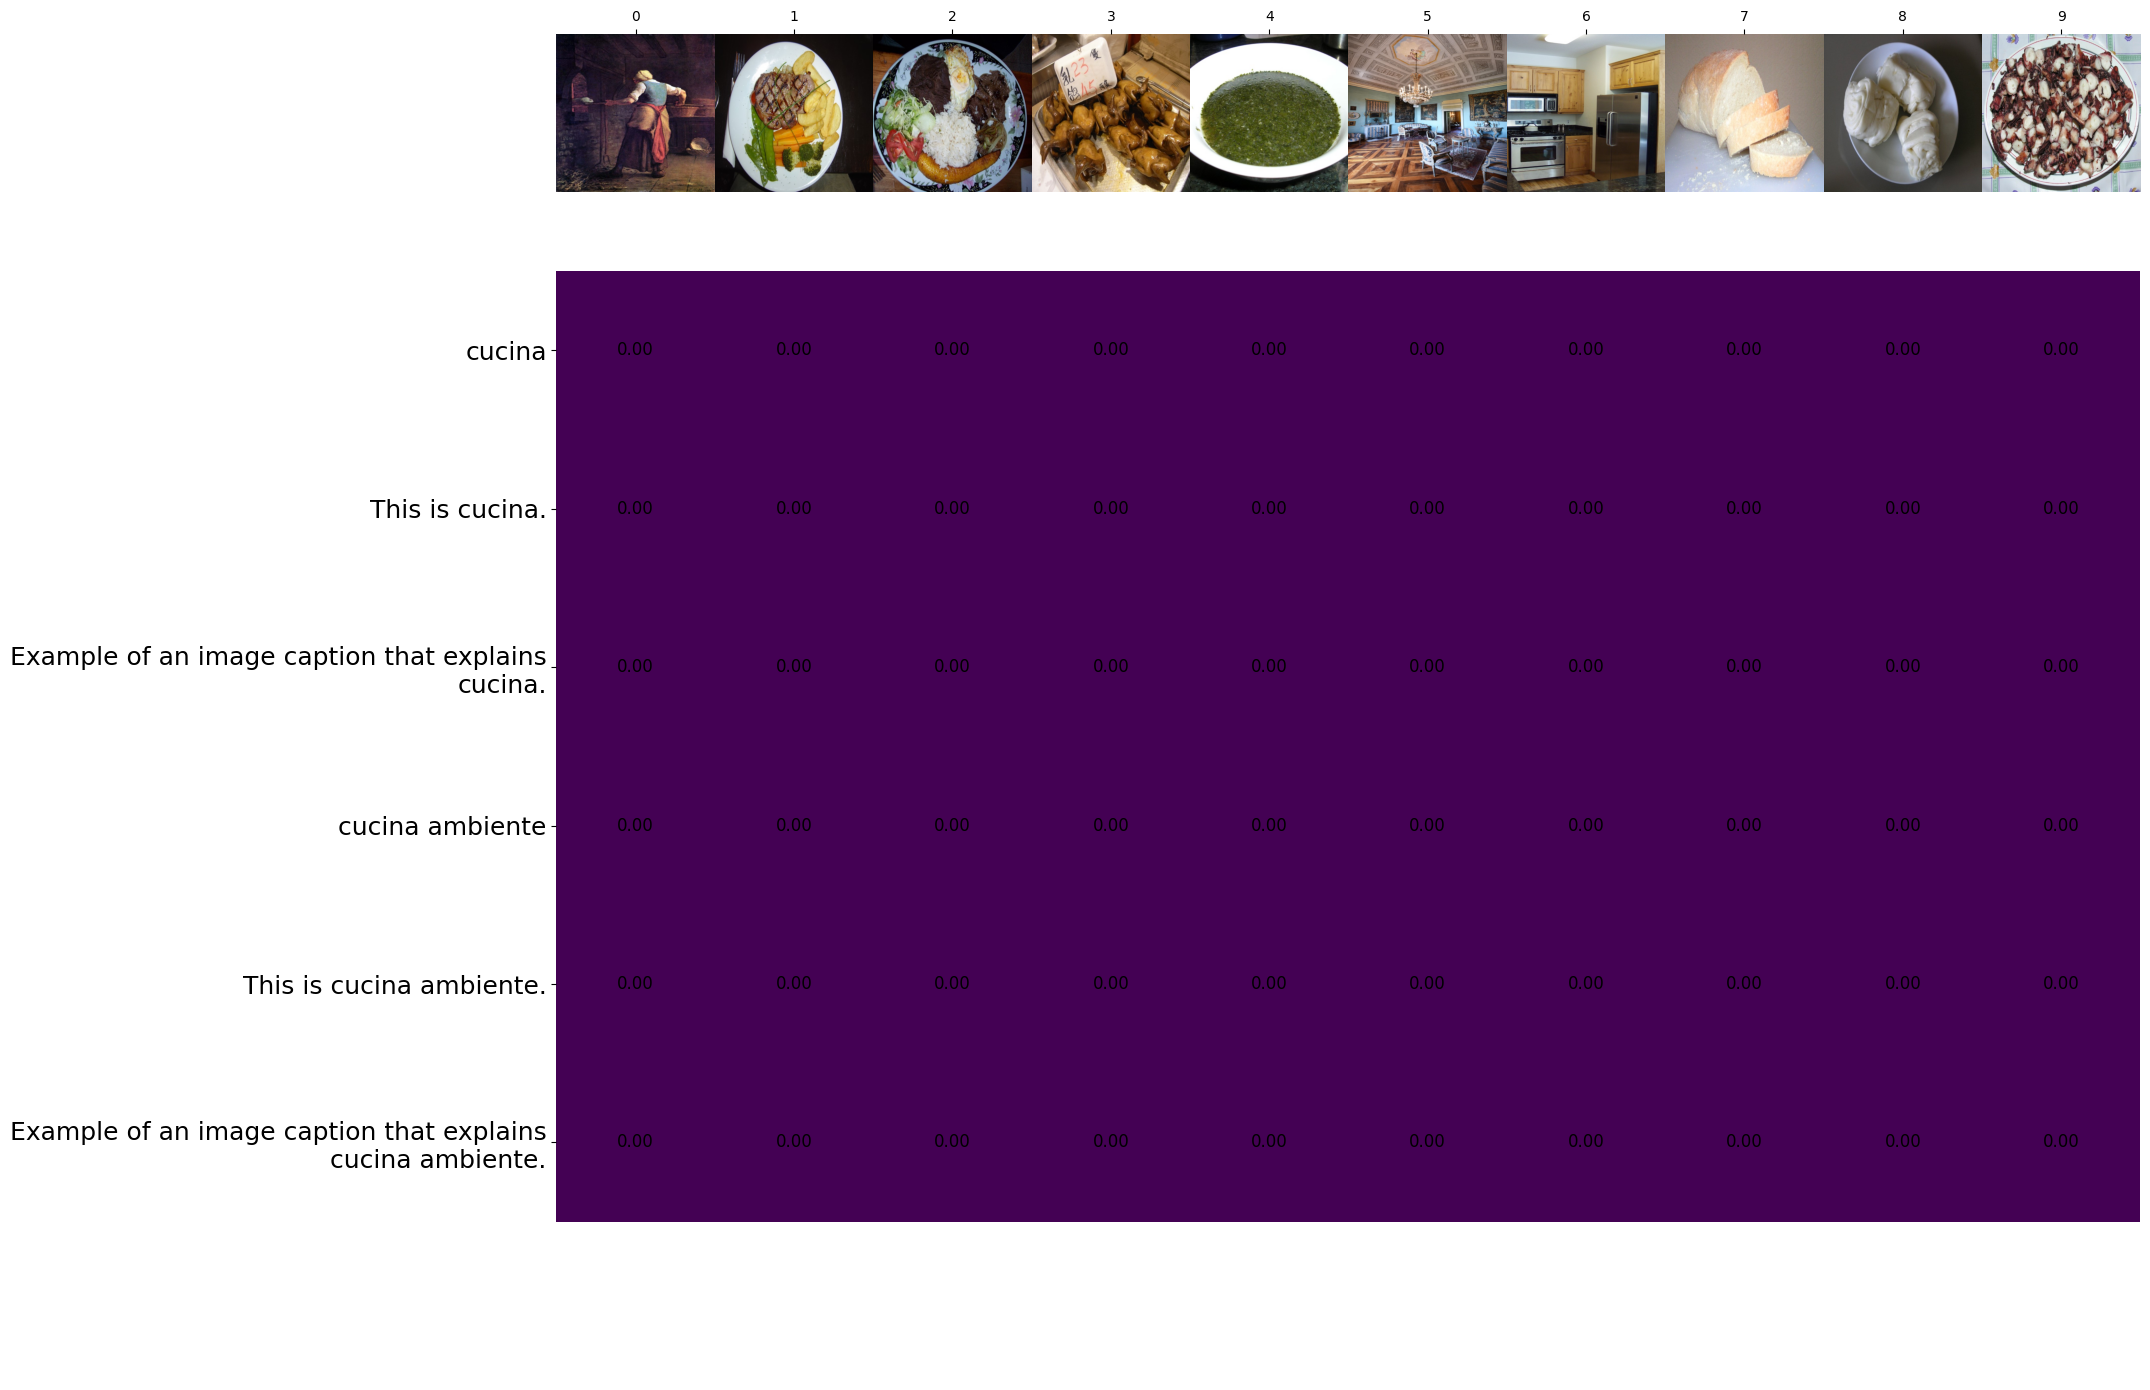 0 1 2 3 4 5 6 7 8 9
23
cucina 0.00 0.00 0.00 0.00 0.00 0.00 0.00 0.00 0.00 0.00
This is cucina. 0.00 0.00 0.00 0.00 0.00 0.00 0.00 0.00 0.00 0.00
Example of an image caption that explains
cucina. 0.00 0.00 0.00 0.00 0.00 0.00 0.00 0.00 0.00 0.00
cucina ambiente 0.00 0.00 0.00 0.00 0.00 0.00 0.00 0.00 0.00 0.00
This is cucina ambiente. 0.00 0.00 0.00 0.00 0.00 0.00 0.00 0.00 0.00 0.00
Example of an image caption that explains
cucina ambiente. 0.00 0.00 0.00 0.00 0.00 0.00 0.00 0.00 0.00 0.00